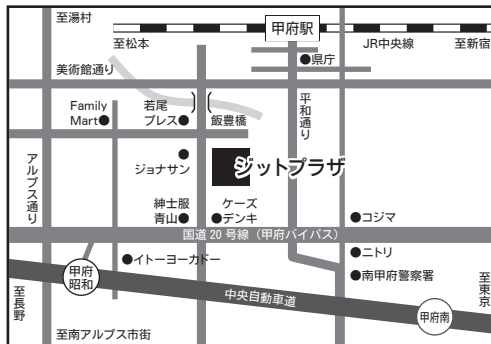 至湯村
甲府駅
至松本
JR中央線
至新宿
県庁
美術館通り
Family
Mart
若尾
プレス
飯豊橋
平和通り
アルプス通り
ジョナサン
ジットプラザ
紳士服
青山
ケーズ
デンキ
コジマ
国道20号線（甲府バイパス）
ニトリ
イトーヨーカドー
甲府
昭和
南甲府警察署
至長野
中央自動車道
至東京
甲府南
至南アルプス市街